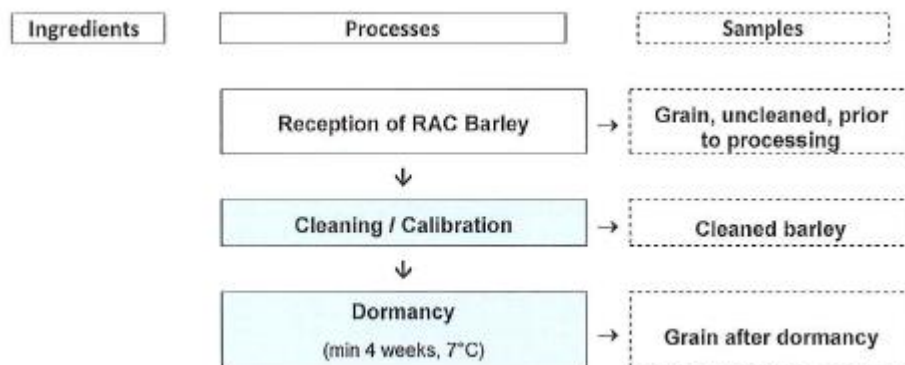 Ingredients
Processes
Samples
Reception of RAC Barley
→
Grain, uncleaned, prior
to processing
Cleaning / Calibration
→
Cleaned barley
Dormancy
(min 4 weeks, 7°C)
→
Grain after dormancy